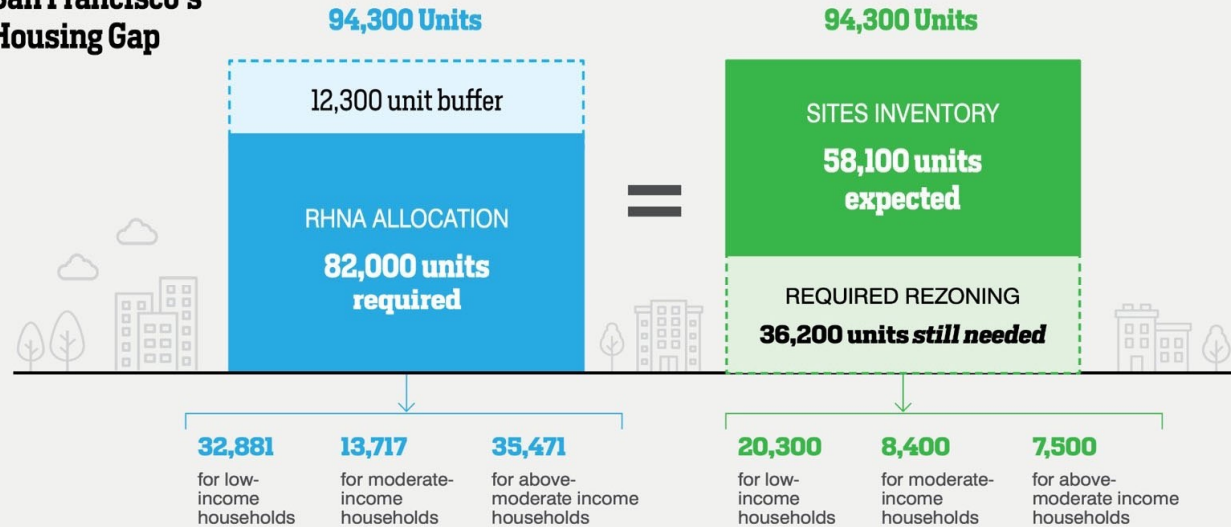 San Francisco's
Housing Gap
94,300 Units
12,300 unit buffer
RHNA ALLOCATION
82,000 units
required
=
94,300 Units
SITES INVENTORY
58,100 units
expected
REQUIRED REZONING
36,200 units still needed
32,881
for low-
income
households
13,717
for moderate-
income
households
35,471
for above-
moderate income
households
20,300
for low-
income
households
8,400
for moderate-
income
households
7,500
for above-
moderate income
households